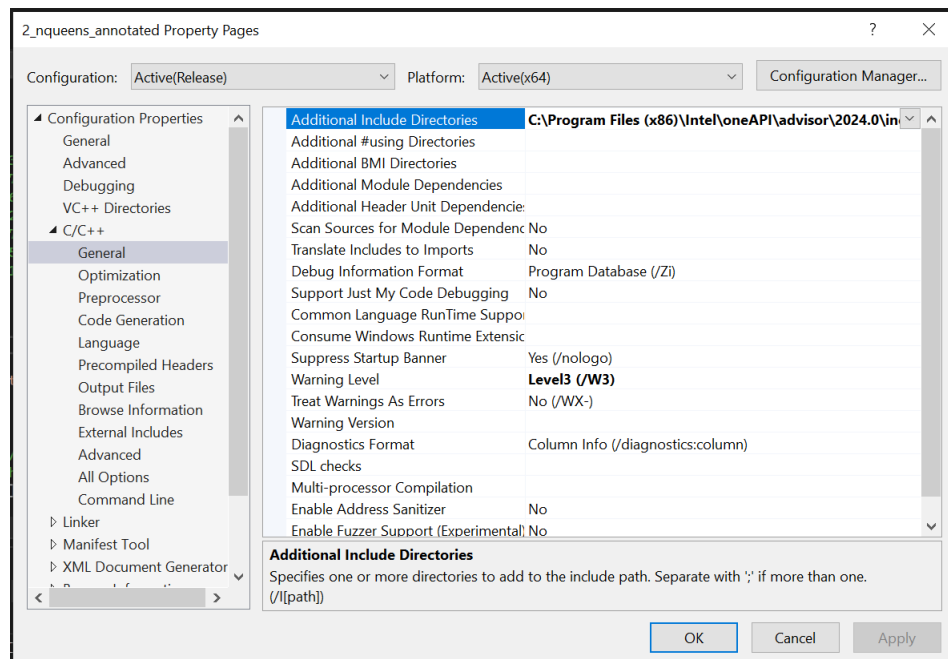 2_nqueens_annotated Property Pages
?
Configuration: Active(Release) Platform: Active(x64) Configuration Manager...
Configuration Properties
General
Advanced
Debugging
VC++ Directories
C/C++
General
Optimization
Preprocessor
Code Generation
Language
Precompiled Headers
Output Files
Browse Information
External Includes
Advanced
All Options
Command Line
Linker
Manifest Tool
XML Document Generator
Additional Include Directories C:\Program Files (x86)\Intel\oneAPI\advisor\2024.0\in
Additional #using Directories
Additional BMI Directories
Additional Module Dependencies
Additional Header Unit Dependencie
Scan Sources for Module Dependenc No
Translate Includes to Imports No
Debug Information Format Program Database (/Zi)
Support Just My Code Debugging No
Common Language RunTime Suppo
Consume Windows Runtime Extensic
Suppress Startup Banner Yes (/nologo)
Warning Level Level3 (/W3)
Treat Warnings As Errors No (/WX-)
Warning Version
Diagnostics Format Column Info (/diagnostics:column)
SDL checks
Multi-processor Compilation
Enable Address Sanitizer No
Enable Fuzzer Support (Experimental) No
Additional Include Directories
Specifies one or more directories to add to the include path. Separate with ';' if more than one.
(/I[path])
OK Cancel Apply